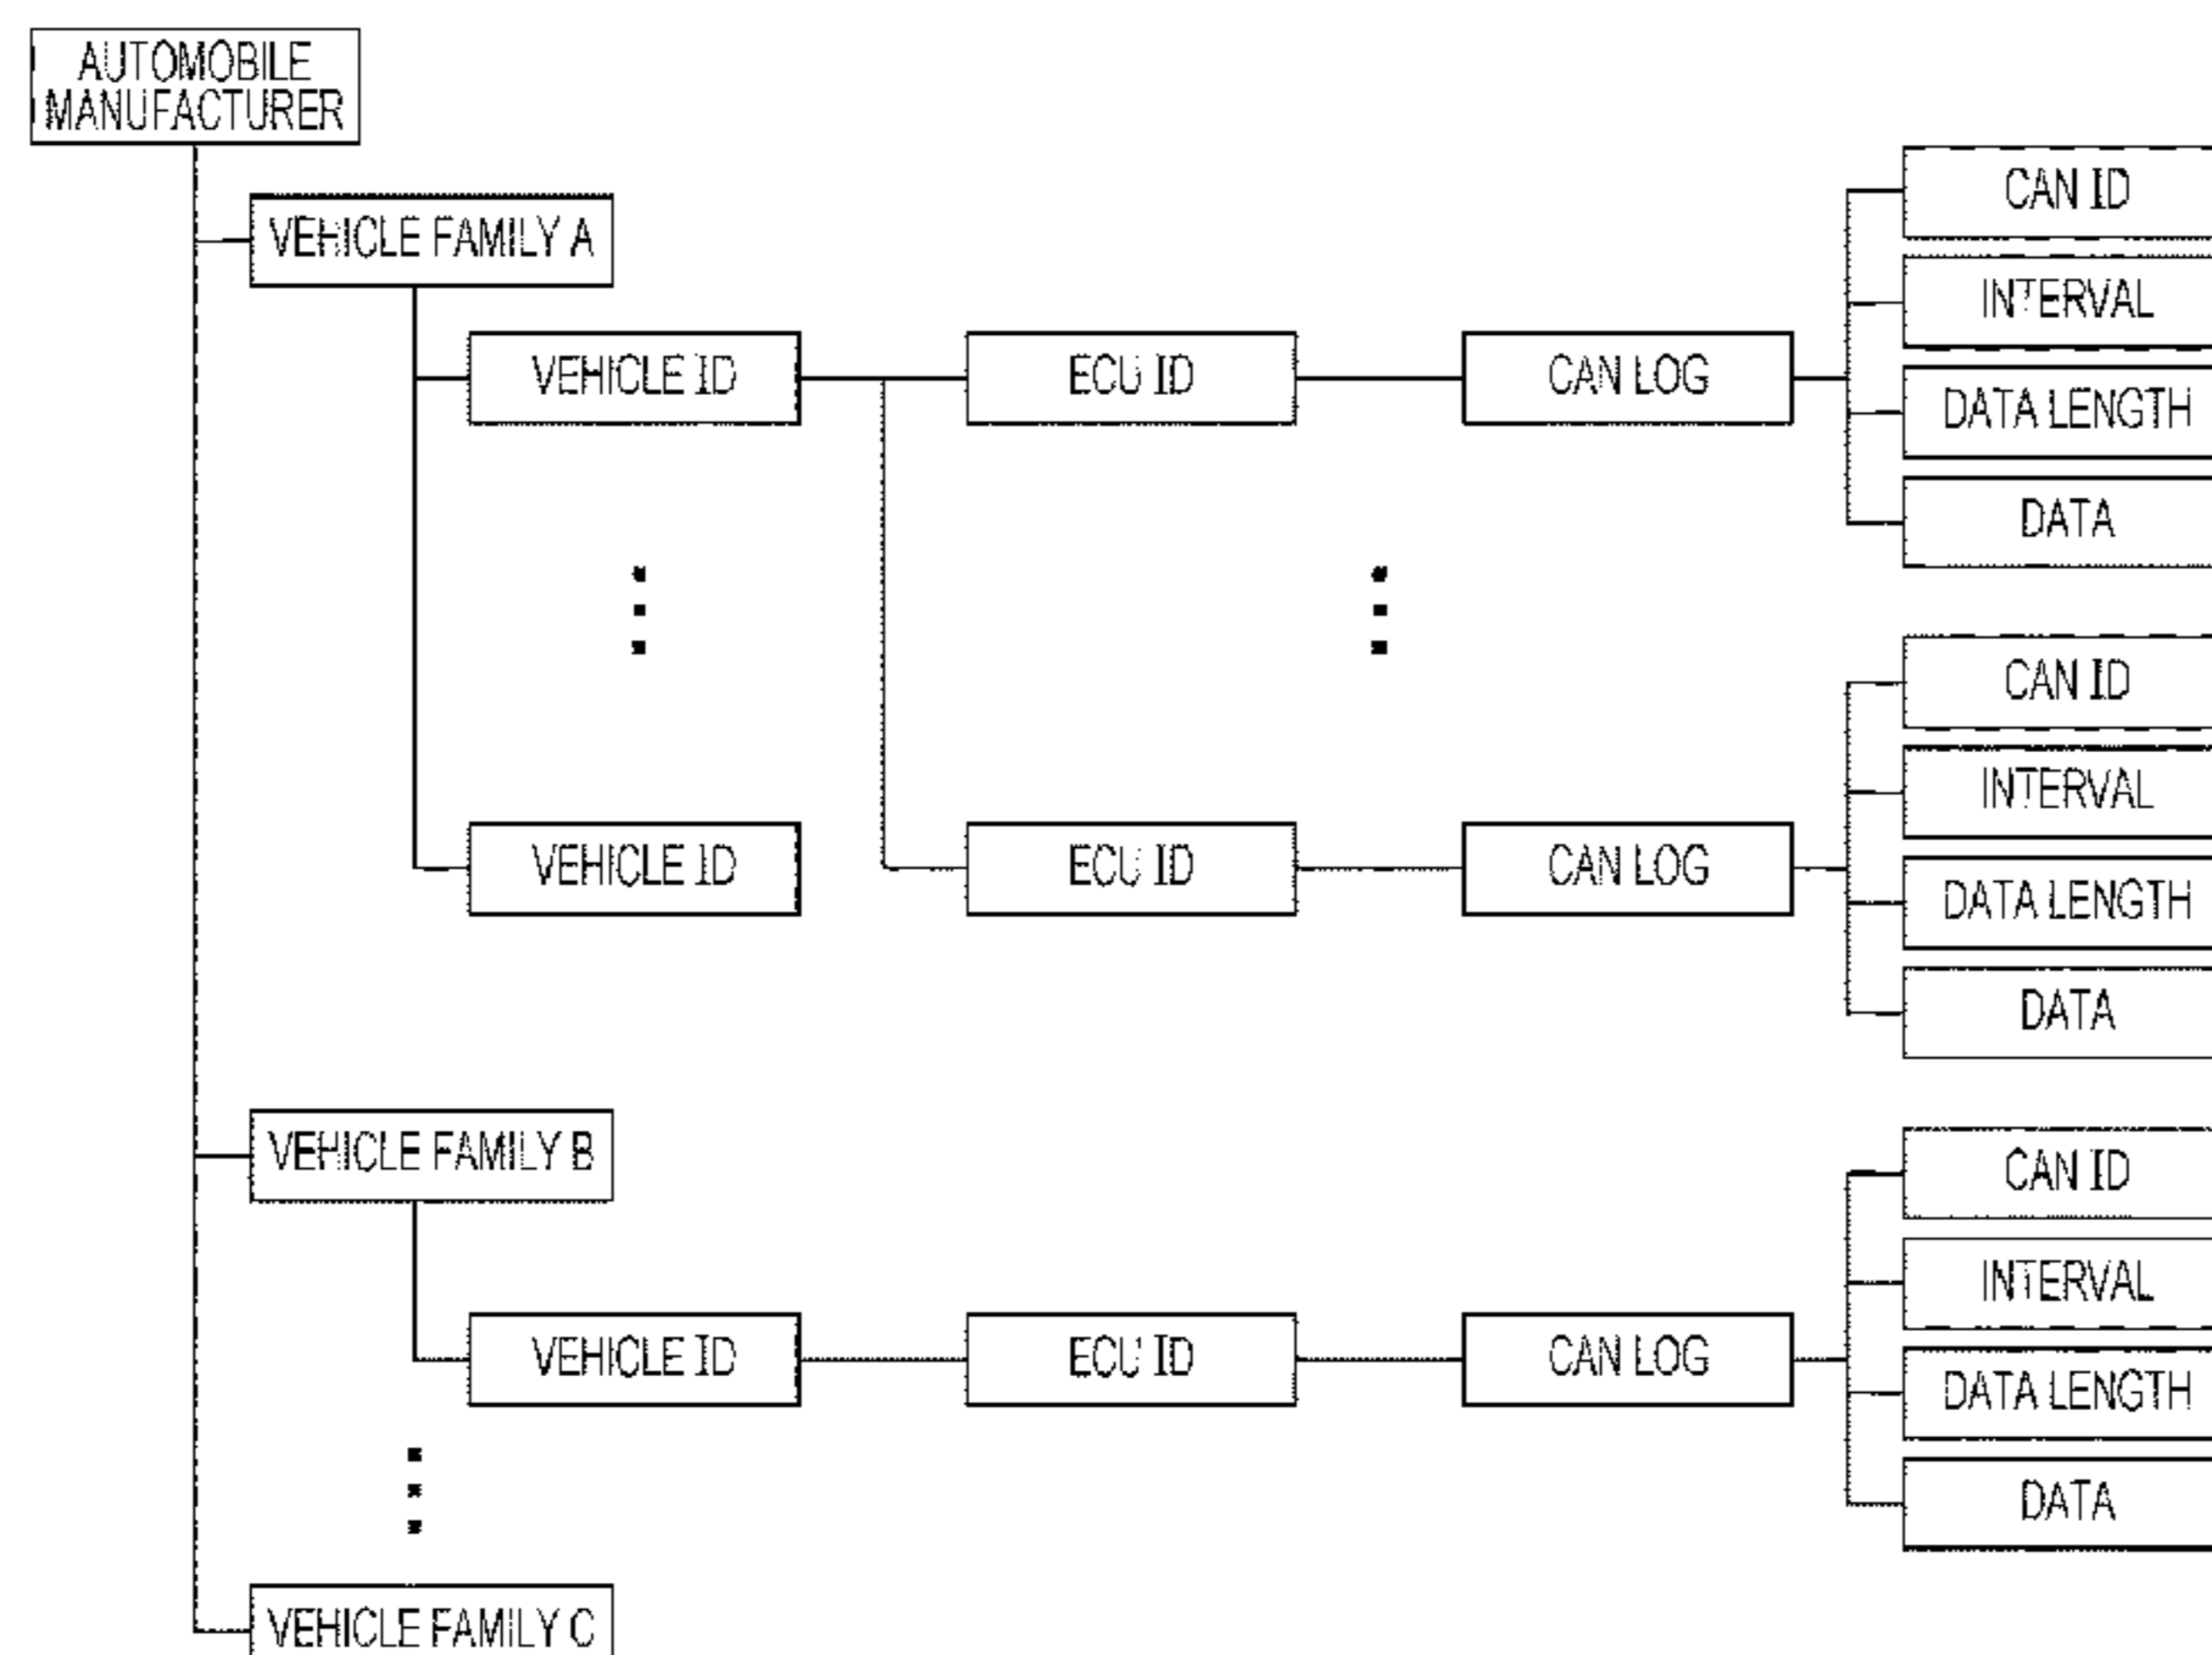 AUTOMOBILE
MANUFACTURER
VEHICLE FAMILY A
VEHICLE ID
ECU ID
CAN LOG
CAN ID
INTERVAL
DATA LENGTH
DATA
VEHICLE ID
ECU ID
CAN LOG
CAN ID
INTERVAL
DATA LENGTH
DATA
VEHICLE FAMILY B
VEHICLE ID
ECU ID
CAN LOG
CAN ID
INTERVAL
DATA LENGTH
DATA
VEHICLE FAMILY C